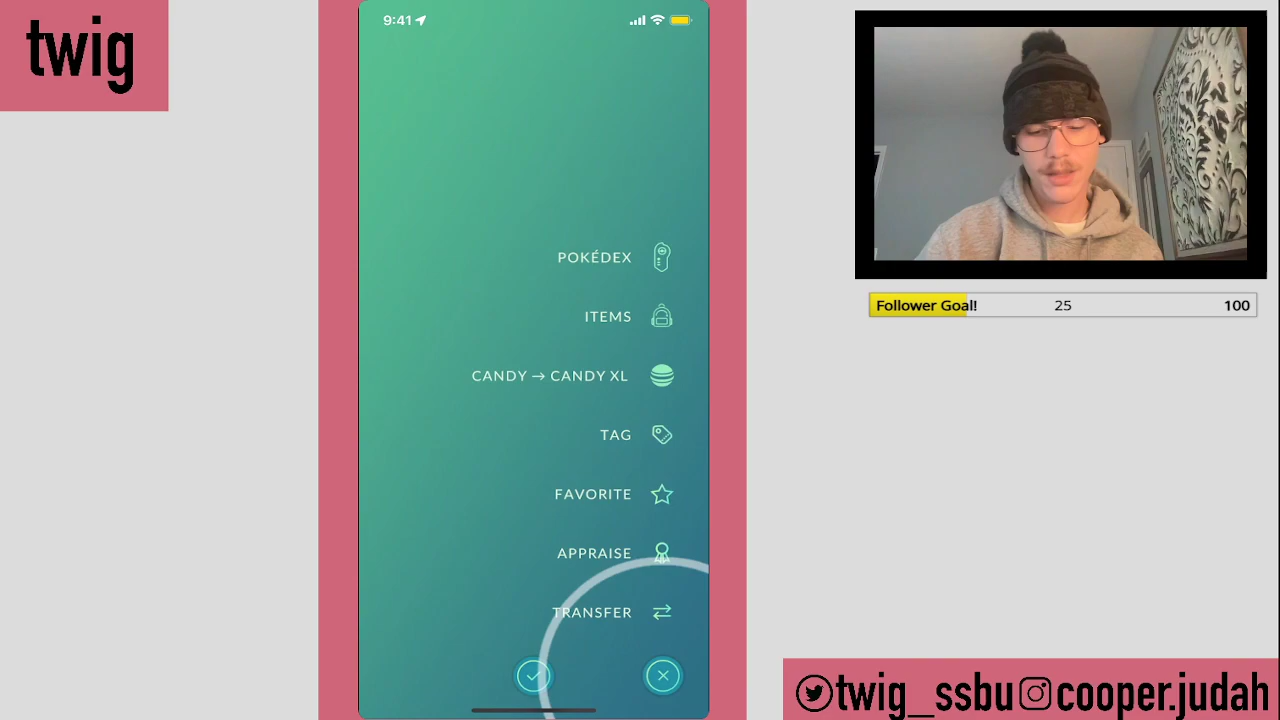 twig
9:41
POKÉDEX
ITEMS
CANDY → CANDY XL
TAG
FAVORITE
APPRAISE
TRANSFER
Follower Goal! 25 100
twig_ssbu cooper.judah